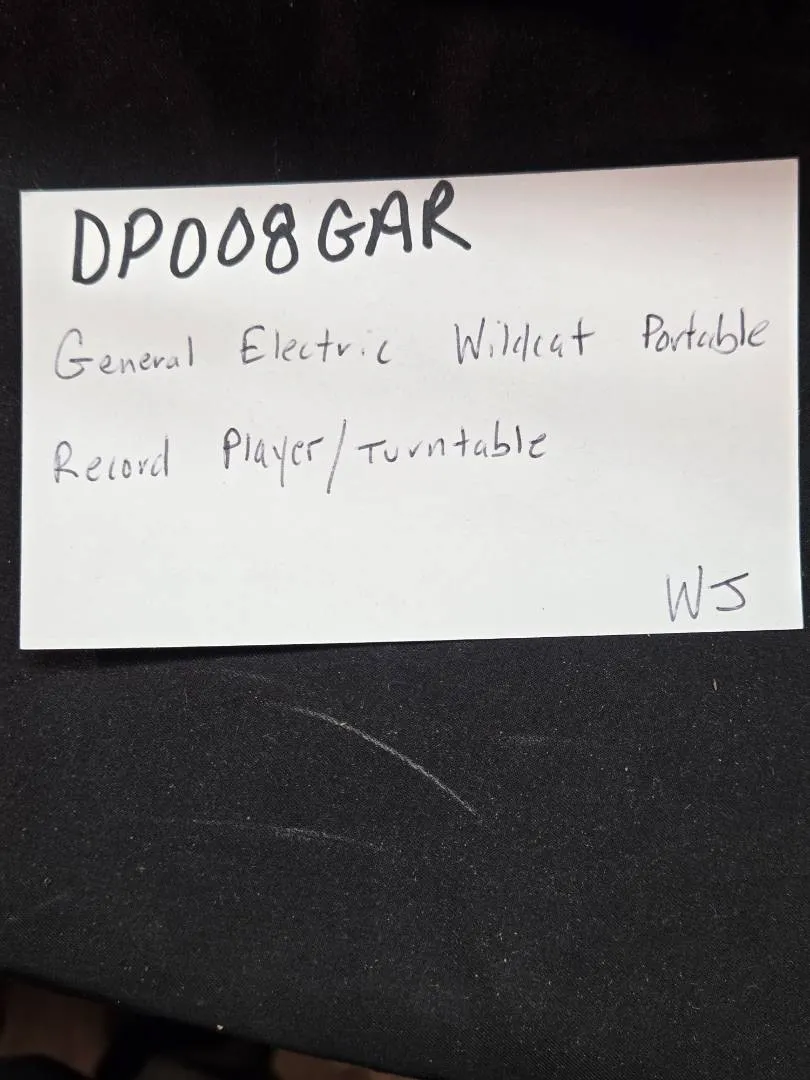 DP008GAR
General Electric Wildcat Portable
Record Player/Turntable
WJ